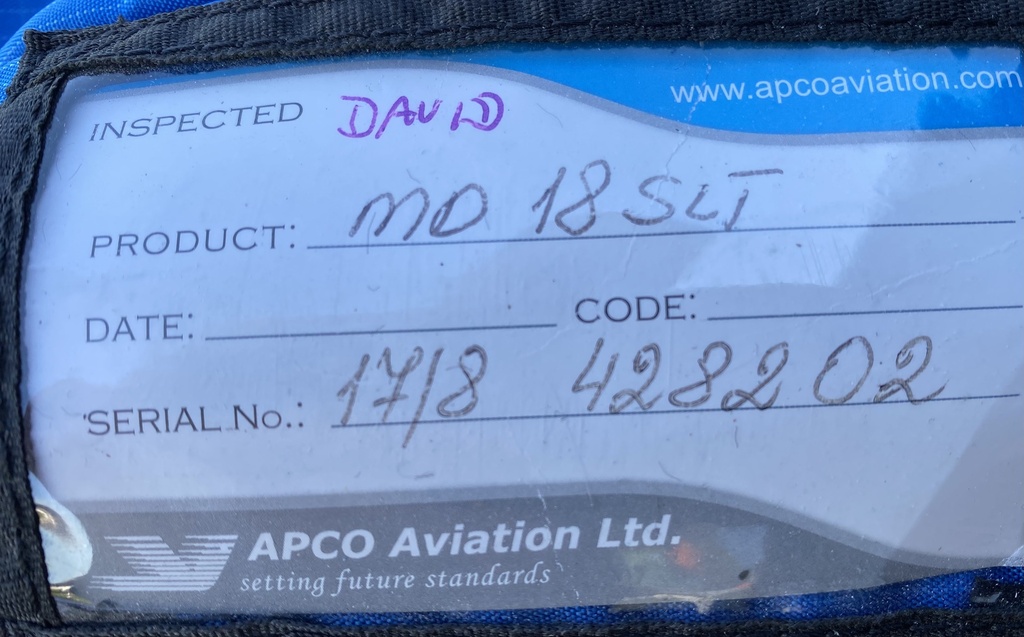 www.apcoaviation.com
INSPECTED DAVID
PRODUCT: MO 18 SLT
DATE: CODE:
SERIAL No.: 17/8 428202
APCO Aviation Ltd.
setting future standards